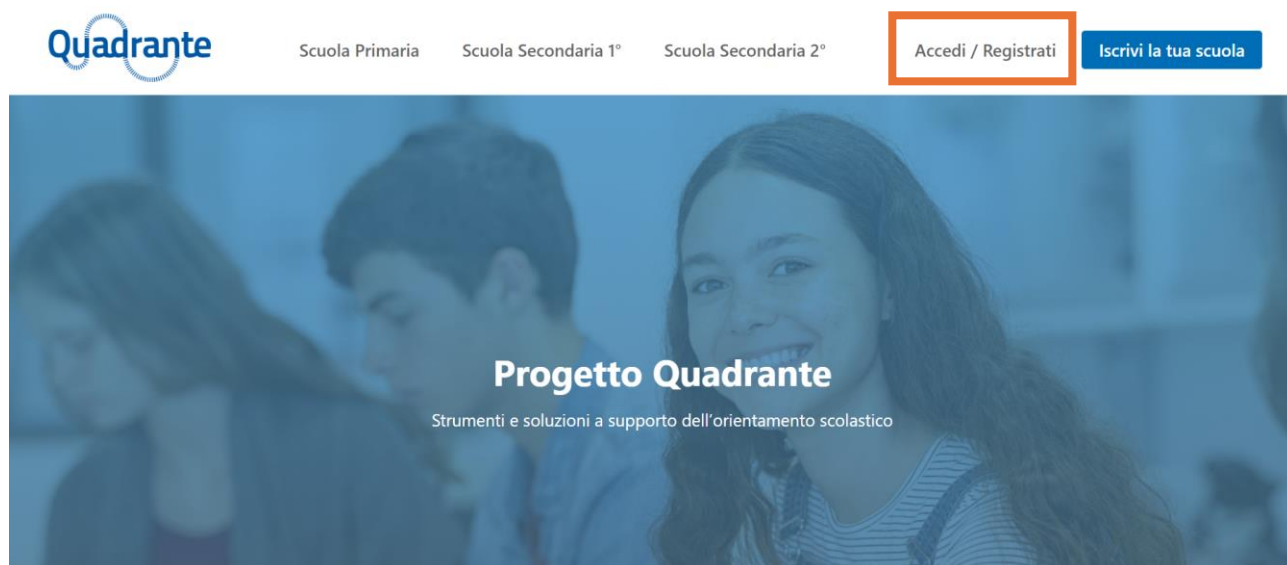 Quadrante
Scuola Primaria Scuola Secondaria 1° Scuola Secondaria 2° Accedi / Registrati Iscrivi la tua scuola
Progetto Quadrante
Strumenti e soluzioni a supporto dell'orientamento scolastico